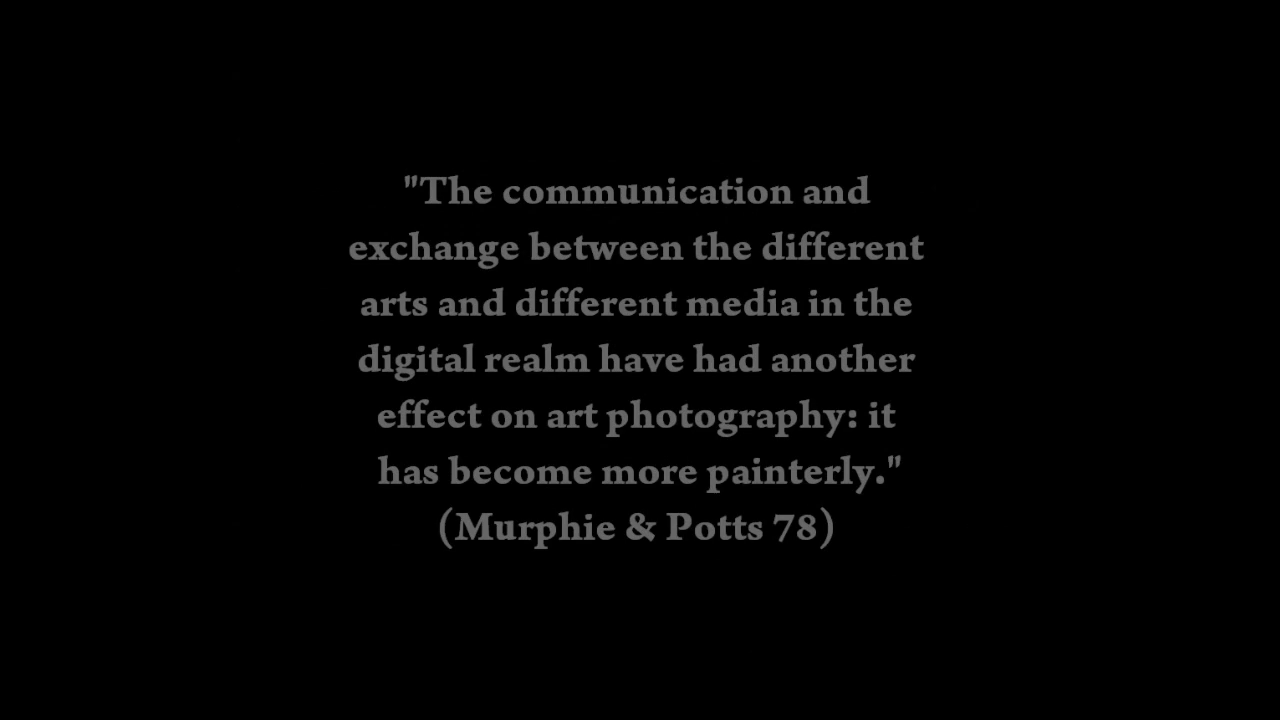 "The communication and
exchange between the different
arts and different media in the
digital realm have had another
effect on art photography: it
has become more painterly."
(Murphie & Potts 78)